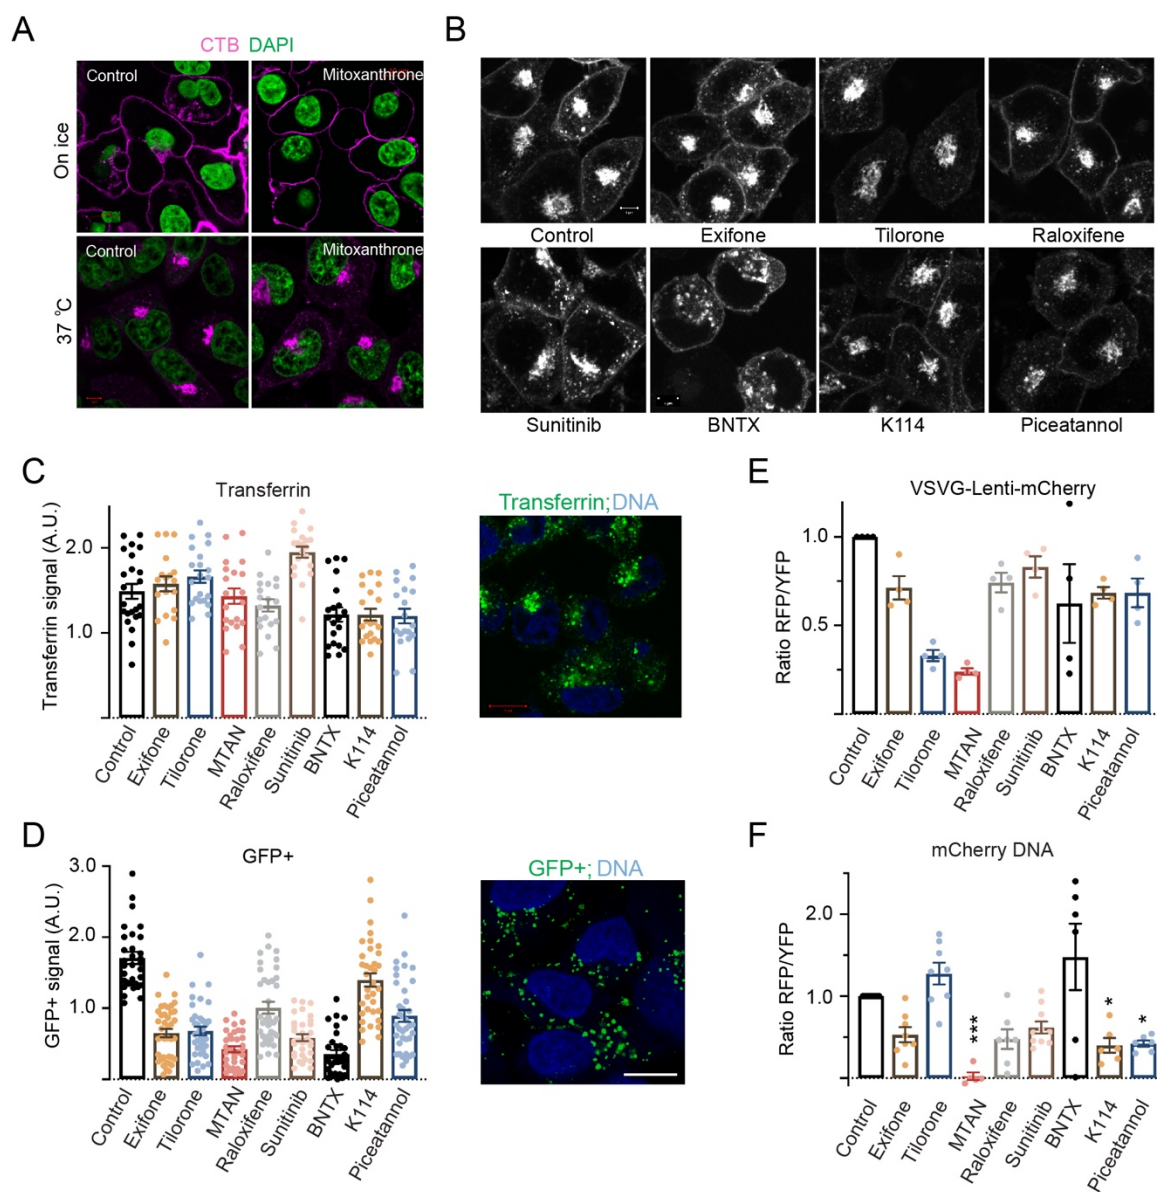 A
CTB DAPI
Control
Mitoxanthrone
On ice
Control
Mitoxanthrone
37 °C
B
Control
Exifone
Tilorone
Raloxifene
Sunitinib
BNTX
K114
Piceatannol
C
Transferrin
Transferrin signal (A.U.)
2.0
1.0
Control
Exifone
Tilorone
MTAN
Raloxifene
Sunitinib
BNTX
K114
Piceatannol
Transferrin;DNA
D
GFP+
GFP+ signal (A.U.)
3.0
2.0
1.0
Control
Exifone
Tilorone
MTAN
Raloxifene
Sunitinib
BNTX
K114
Piceatannol
GFP+; DNA
E
VSVG-Lenti-mCherry
Ratio RFP/YFP
1.0
0.5
Control
Exifone
Tilorone
MTAN
Raloxifene
Sunitinib
BNTX
K114
Piceatannol
F
mCherry DNA
Ratio RFP/YFP
2.0
1.0
***
*
*
Control
Exifone
Tilorone
MTAN
Raloxifene
Sunitinib
BNTX
K114
Piceatannol